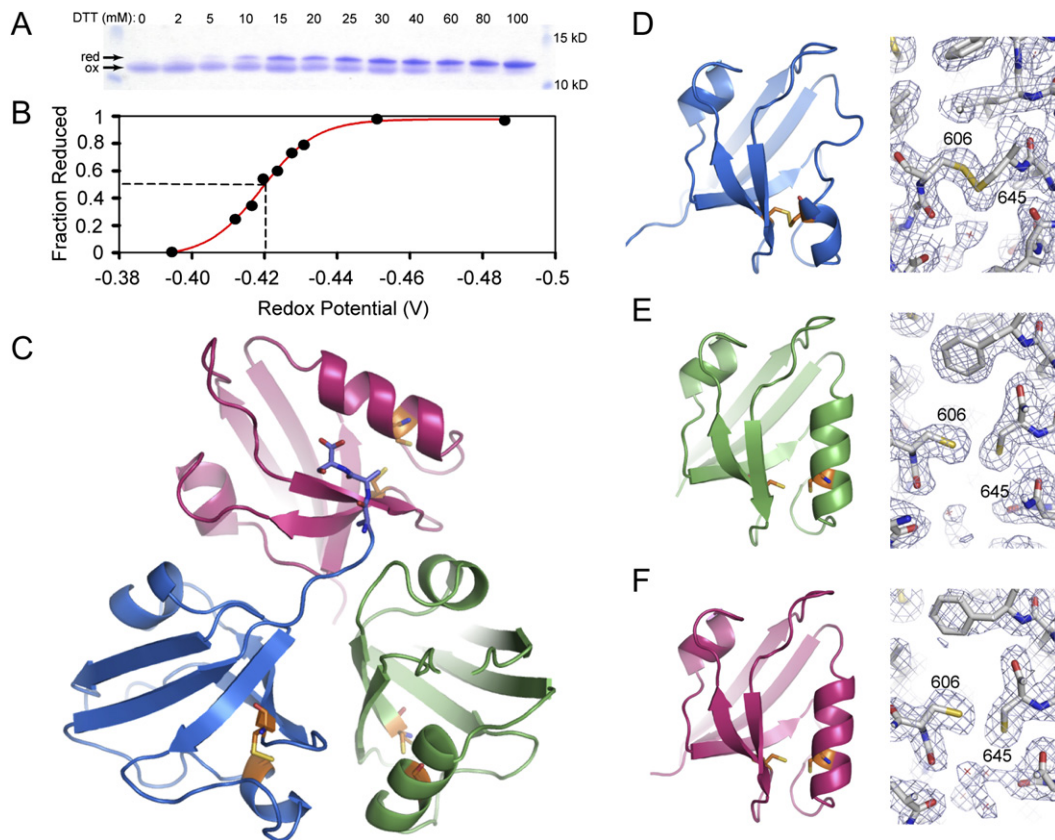 A
DTT (mM): 0 2 5 10 15 20 25 30 40 60 80 100
red
ox
15 kD
10 kD
B
Fraction Reduced
1
0.8
0.6
0.4
0.2
0
-0.38 -0.40 -0.42 -0.44 -0.46 -0.48 -0.5
Redox Potential (V)
C
D
606
645
E
606
645
F
606
645